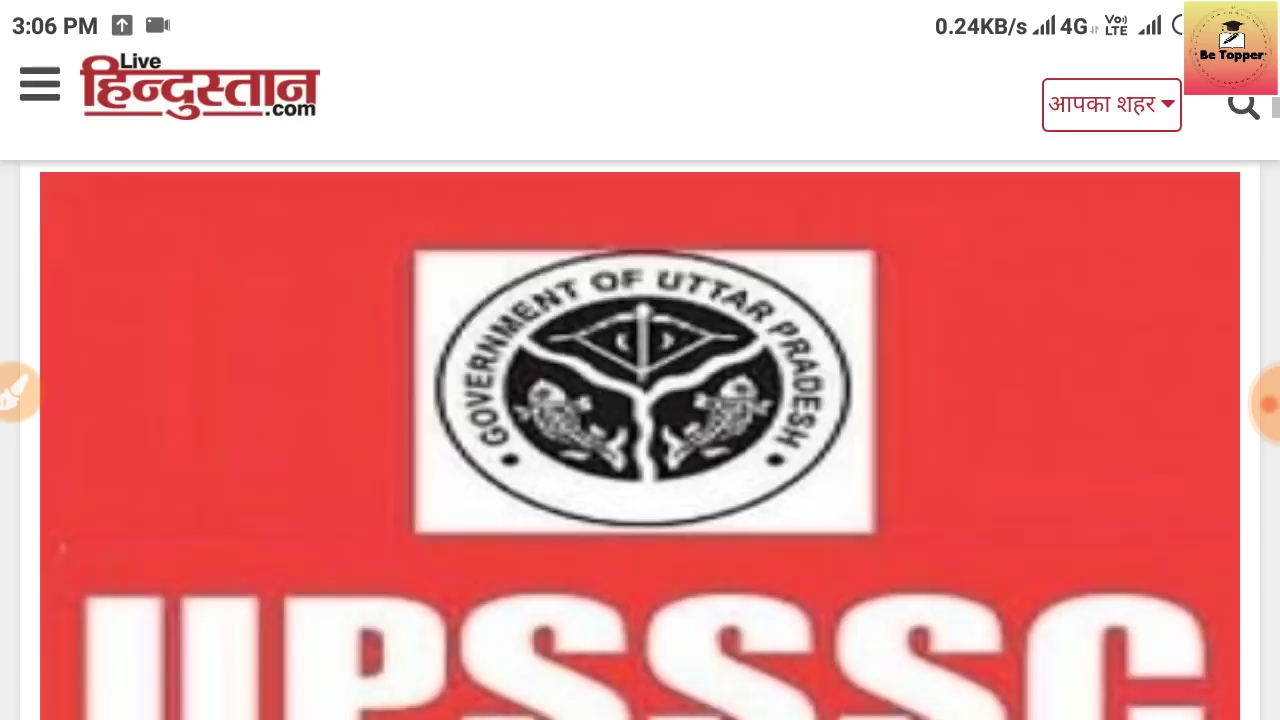 3:06 PM
0.24KB/s 4G Vo) LTE
Be Topper
Live
हिन्दुस्तान
.com
आपका शहर
GOVERNMENT OF UTTAR PRADESH
UPSSSC